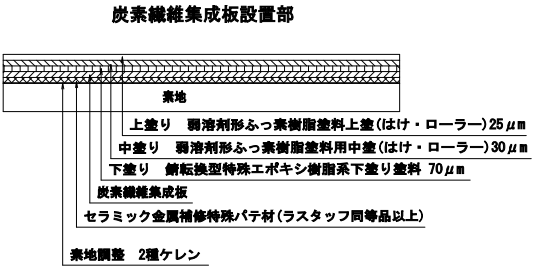 炭素繊維集成板設置部
素地
上塗り 弱溶剤形ふっ素樹脂塗料上塗(はけ・ローラー)25μm
中塗り 弱溶剤形ふっ素樹脂塗料用中塗(はけ・ローラー)30μm
下塗り 錆転換型特殊エポキシ樹脂系下塗り塗料 70μm
炭素繊維集成板
セラミック金属補修特殊パテ材(ラスタッフ同等品以上)
素地調整 2種ケレン